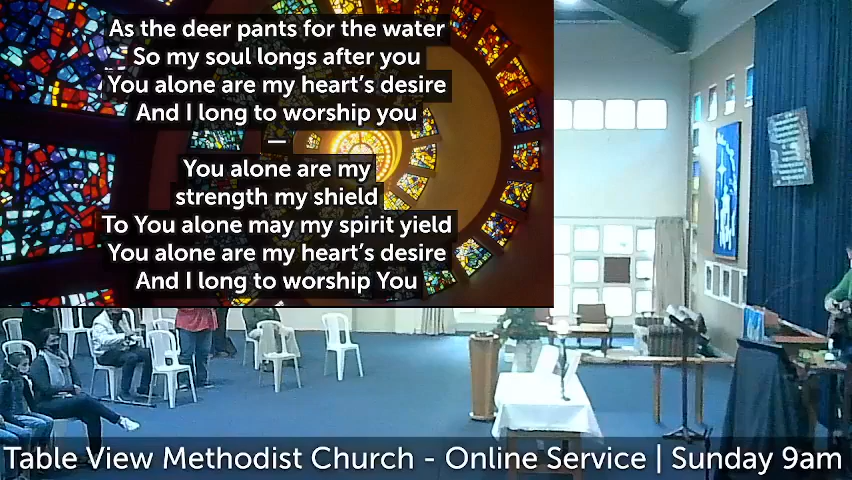 As the deer pants for the water
So my soul longs after you
You alone are my heart's desire
And I long to worship you
—
You alone are my
strength my shield
To You alone may my spirit yield
You alone are my heart's desire
And I long to worship You
Table View Methodist Church - Online Service | Sunday 9am